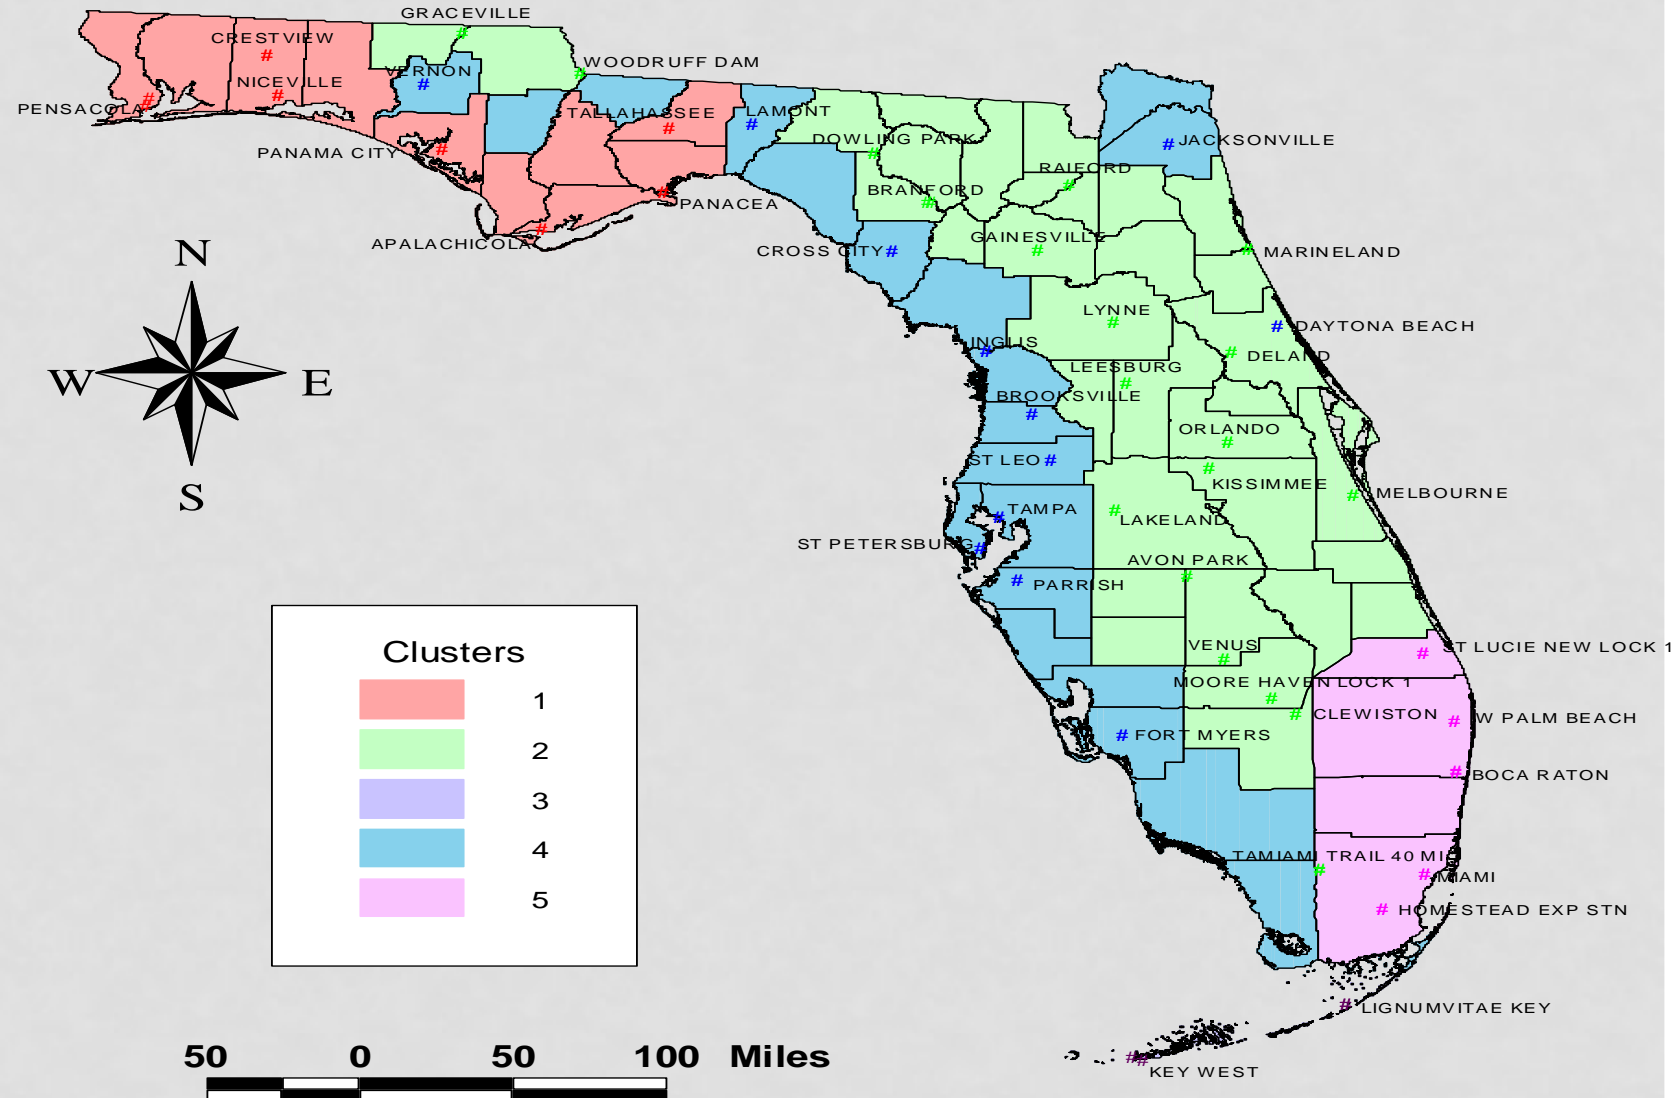 GRACEVILLE
CRESTVIEW
WOODRUFF DAM
VERNON
NICEVILLE
PENSACOLA
TALLAHASSEE
LAMONT
DOWLING PARK
JACKSONVILLE
PANAMA CITY
RAIFORD
BRANFORD
PANACEA
APALACHICOLA
GAINESVILLE
CROSS CITY
MARINELAND
N
W
E
S
LYNNE
DAYTONA BEACH
INGLIS
DELAND
LEESBURG
BROOKSVILLE
ORLANDO
ST LEO
KISSIMMEE
MELBOURNE
TAMPA
LAKELAND
ST PETERSBURG
AVON PARK
PARRISH
VENUS
ST LUCIE NEW LOCK 1
MOORE HAVEN LOCK 1
CLEWISTON
W PALM BEACH
FORT MYERS
BOCA RATON
TAMIAMI TRAIL 40 MI
MIAMI
HOMESTEAD EXP STN
LIGNUMVITAE KEY
KEY WEST
Clusters
1
2
3
4
5
50 0 50 100 Miles